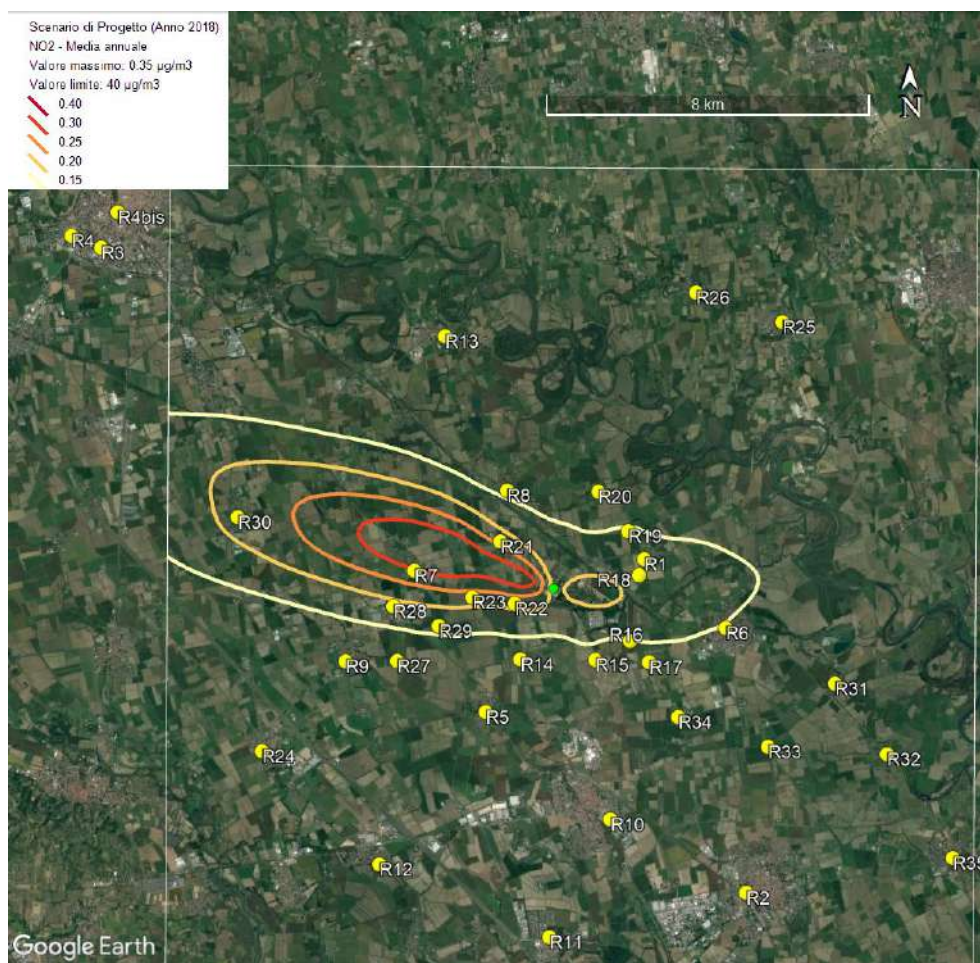 Scenario di Progetto (Anno 2018)
NO2 - Media annuale
Valore massimo: 0.35 µg/m3
Valore limite: 40 µg/m3
0.40
0.30
0.25
0.20
0.15
8 km
N
R4bis
R4
R3
R26
R25
R13
R8
R20
R30
R19
R21
R1
R7
R18
R23
R22
R28
R29
R16
R6
R9
R27
R14
R15
R17
R31
R5
R34
R24
R33
R32
R10
R12
R35
R2
R11
Google Earth